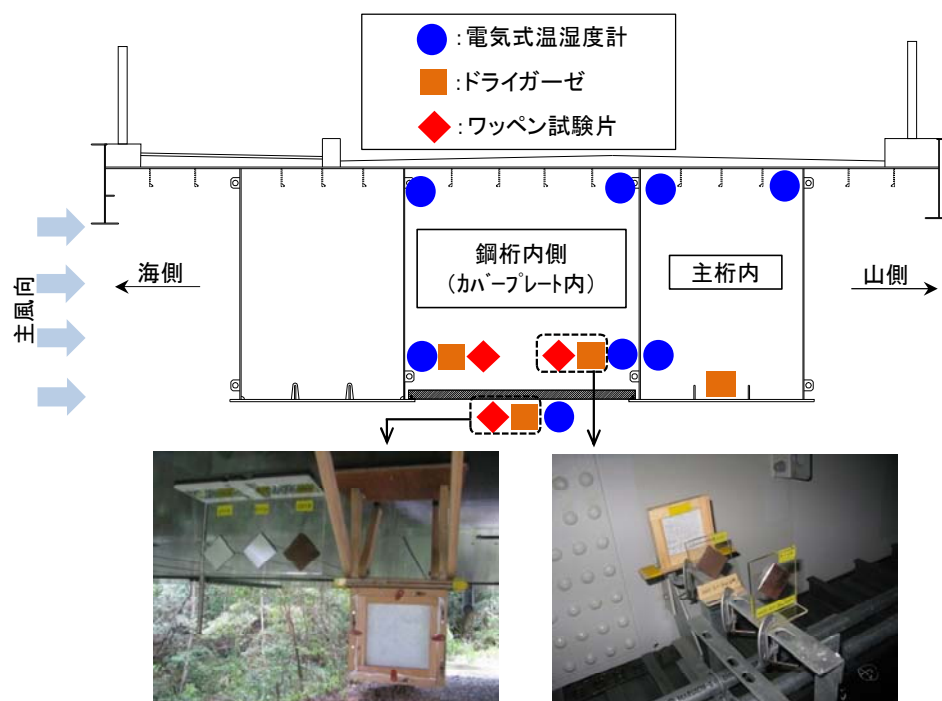 ：電気式温湿度計
：ドライガーゼ
：ワッペン試験片
主風向
海側
鋼桁内側
（ｶﾊﾞｰﾌﾟﾚｰﾄ内）
主桁内
山側